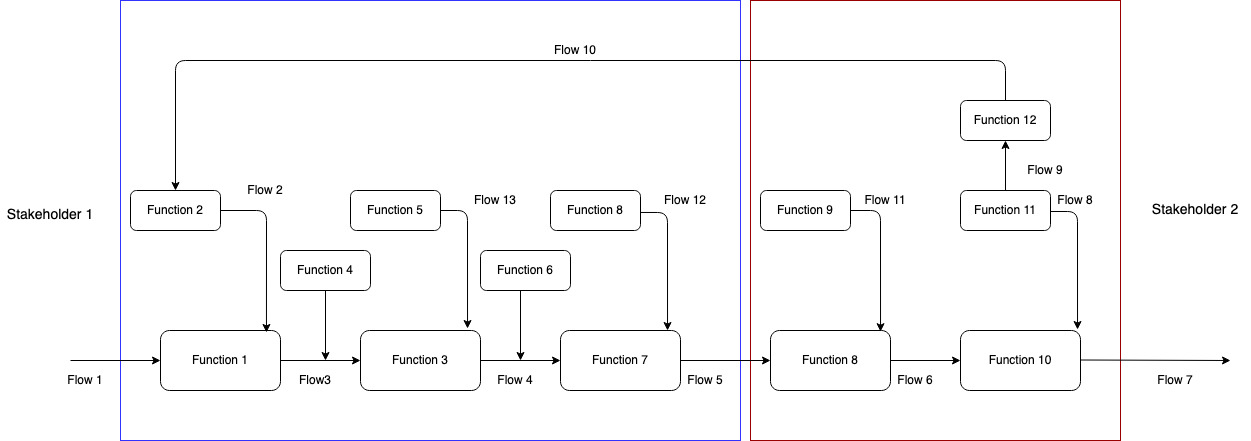 Flow 10
Function 12
Flow 9
Stakeholder 1
Function 2
Flow 2
Function 5
Flow 13
Function 8
Flow 12
Function 9
Flow 11
Function 11
Flow 8
Stakeholder 2
Function 4
Function 6
Function 1
Function 3
Function 7
Function 8
Function 10
Flow 1
Flow3
Flow 4
Flow 5
Flow 6
Flow 7